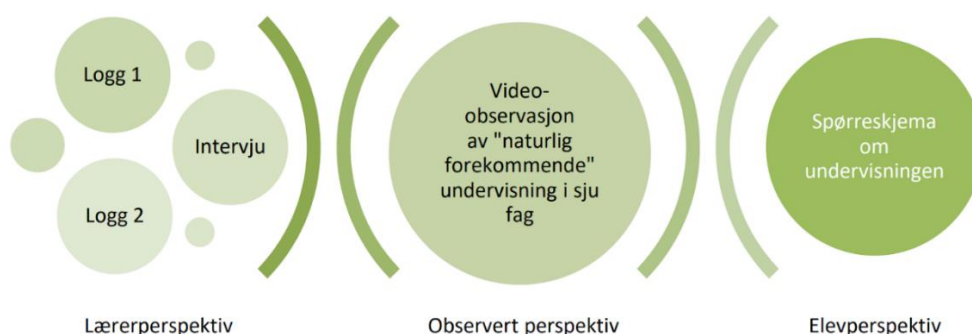 Logg 1
Intervju
Logg 2
Video-
observasjon
av "naturlig
forekommende"
undervisning i sju
fag
Spørreskjema
om
undervisningen
Lærerperspektiv
Observert perspektiv
Elevperspektiv